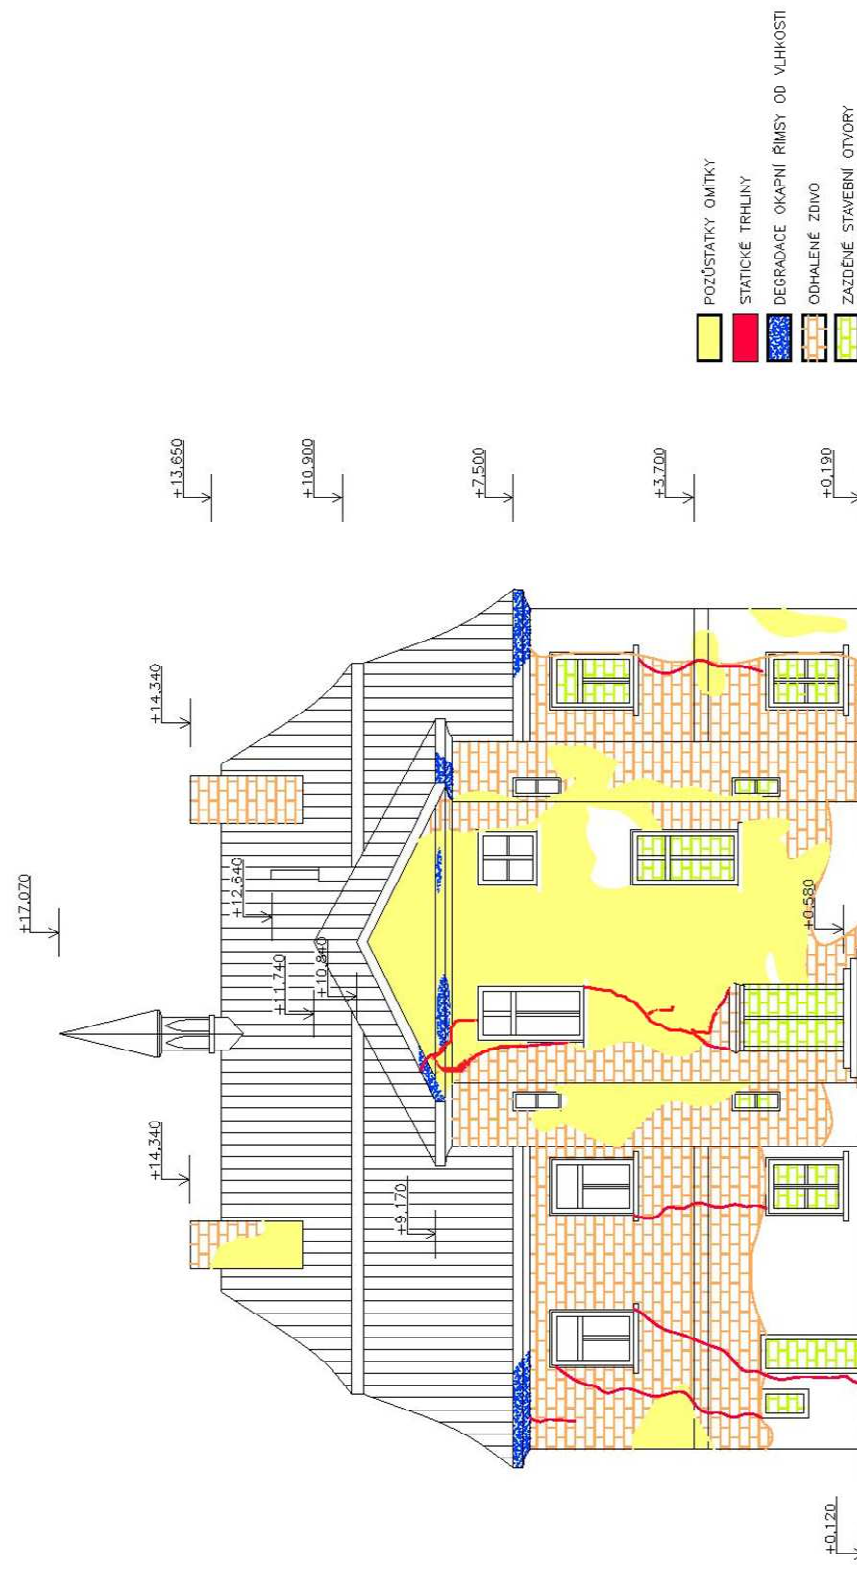 +17,070
+14,340
+14,340
+13,650
+12,640
+11,740
+10,840
+10,900
+9,170
+7,500
+3,700
+0,580
+0,190
+0,120
POZŮSTATKY OMÍTKY
STATICKÉ TRHLINY
DEGRADACE OKAPNÍ ŘÍMSY OD VLHKOSTI
ODHALENÉ ZDIVO
ZAZDĚNÉ STAVEBNÍ OTVORY